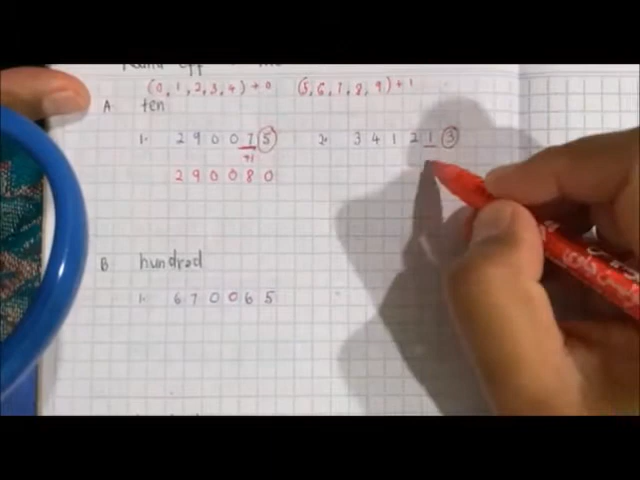 (0, 1, 2, 3, 4) + 0 (5, 6, 7, 8, 9) + 1
A. ten
1. 2 9 0 0 7 5 2. 3 4 1 2 1 3
+1
2 9 0 0 8 0
B hundred
1. 6 7 0 0 6 5